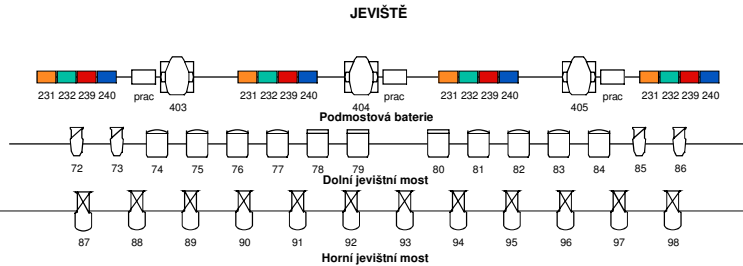 JEVIŠTĚ
231 232 239 240 prac 403 231 232 239 240 404 prac 231 232 239 240 405 prac 231 232 239 240
Podmostová baterie
72 73 74 75 76 77 78 79 80 81 82 83 84 85 86
Dolní jevištní most
87 88 89 90 91 92 93 94 95 96 97 98
Horní jevištní most